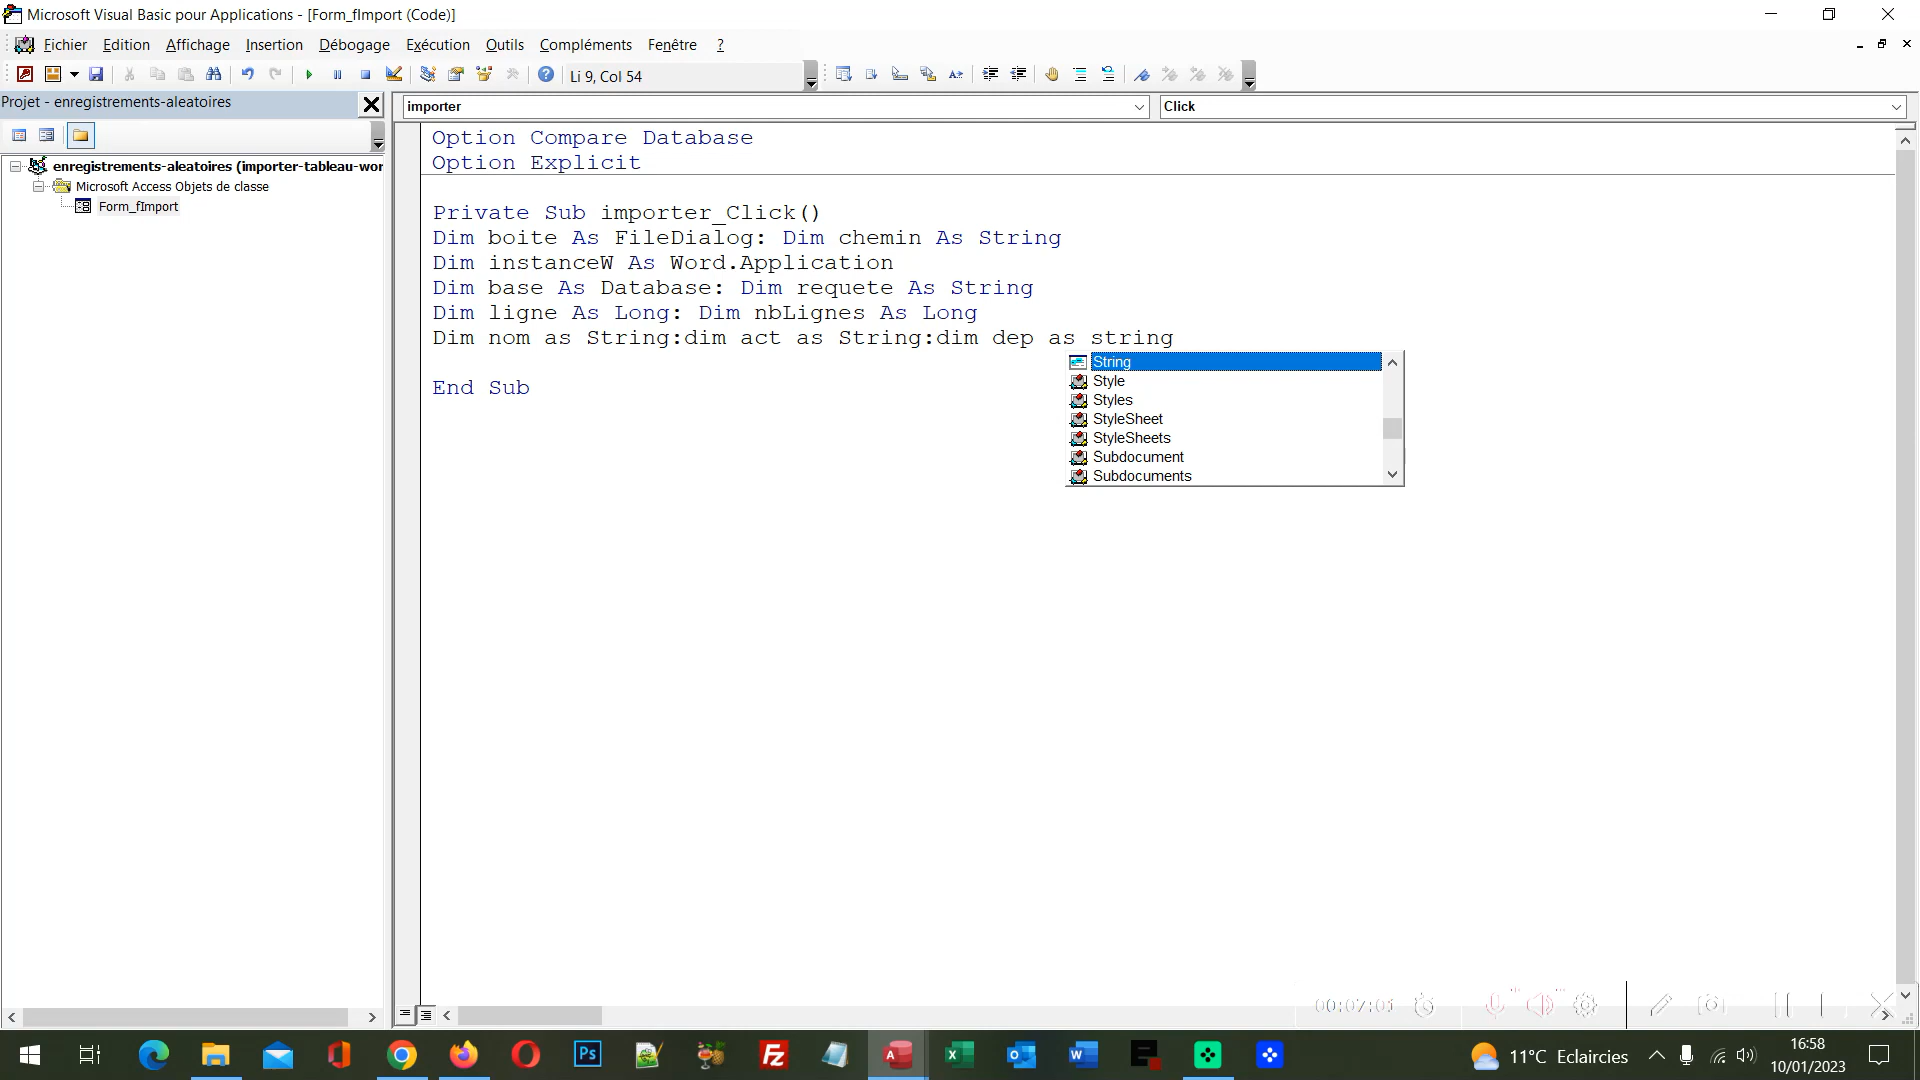 Microsoft Visual Basic pour Applications - [Form_fImport (Code)]
Fichier Edition Affichage Insertion Débogage Exécution Outils Compléments Fenêtre ?
Li 9, Col 54
Projet - enregistrements-aleatoires
importer
Click
enregistrements-aleatoires (importer-tableau-wor
Microsoft Access Objets de classe
Form_fImport
Option Compare Database
Option Explicit
Private Sub importer_Click()
Dim boite As FileDialog: Dim chemin As String
Dim instanceW As Word.Application
Dim base As Database: Dim requete As String
Dim ligne As Long: Dim nbLignes As Long
Dim nom as String:dim act as String:dim dep as string
String
Style
Styles
StyleSheet
StyleSheets
Subdocument
Subdocuments
End Sub
11°C Eclaircies
16:58
10/01/2023